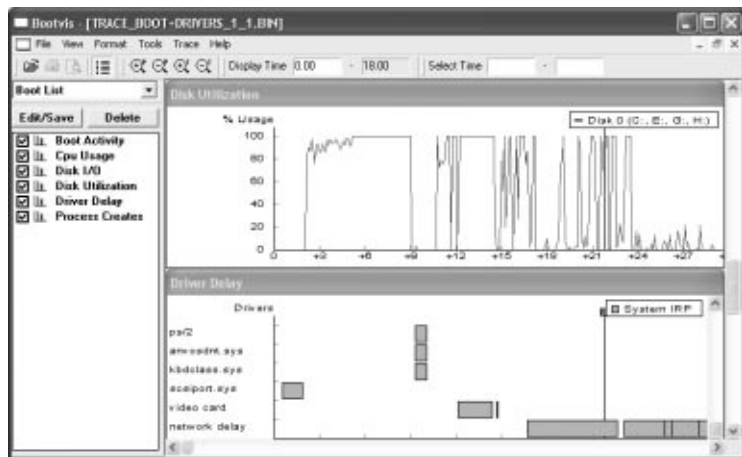 Bootvis - [TRACE_BOOT+DRIVERS_1_1.BIN]
File View Format Tools Trace Help
Display Time 0.00 - 18.00 Select Time -
Boot List
Edit/Save Delete
Boot Activity
Cpu Usage
Disk I/O
Disk Utilization
Driver Delay
Process Creates
Disk Utilization
% Usage
Disk 0 (C:, E:, G:, H:)
100
80
60
40
20
0
0 +3 +6 +9 +12 +15 +18 +21 +24 +27
Driver Delay
Drivers
System IRP
ps/2
kbdclass.sys
scsiport.sys
video card
network delay